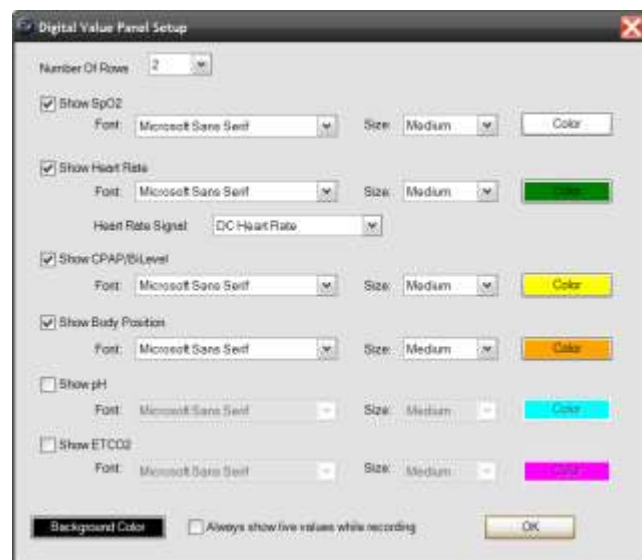 Digital Value Panel Setup
Number Of Rows 2
Show SpO2
Font: Microsoft Sans Serif Size: Medium Color
Show Heart Rate
Font: Microsoft Sans Serif Size: Medium Color
Heart Rate Signal: DC Heart Rate
Show CPAP/BiLevel
Font: Microsoft Sans Serif Size: Medium Color
Show Body Position
Font: Microsoft Sans Serif Size: Medium Color
Show pH
Font: Microsoft Sans Serif Size: Medium Color
Show ETCO2
Font: Microsoft Sans Serif Size: Medium Color
Background Color Always show live values while recording OK